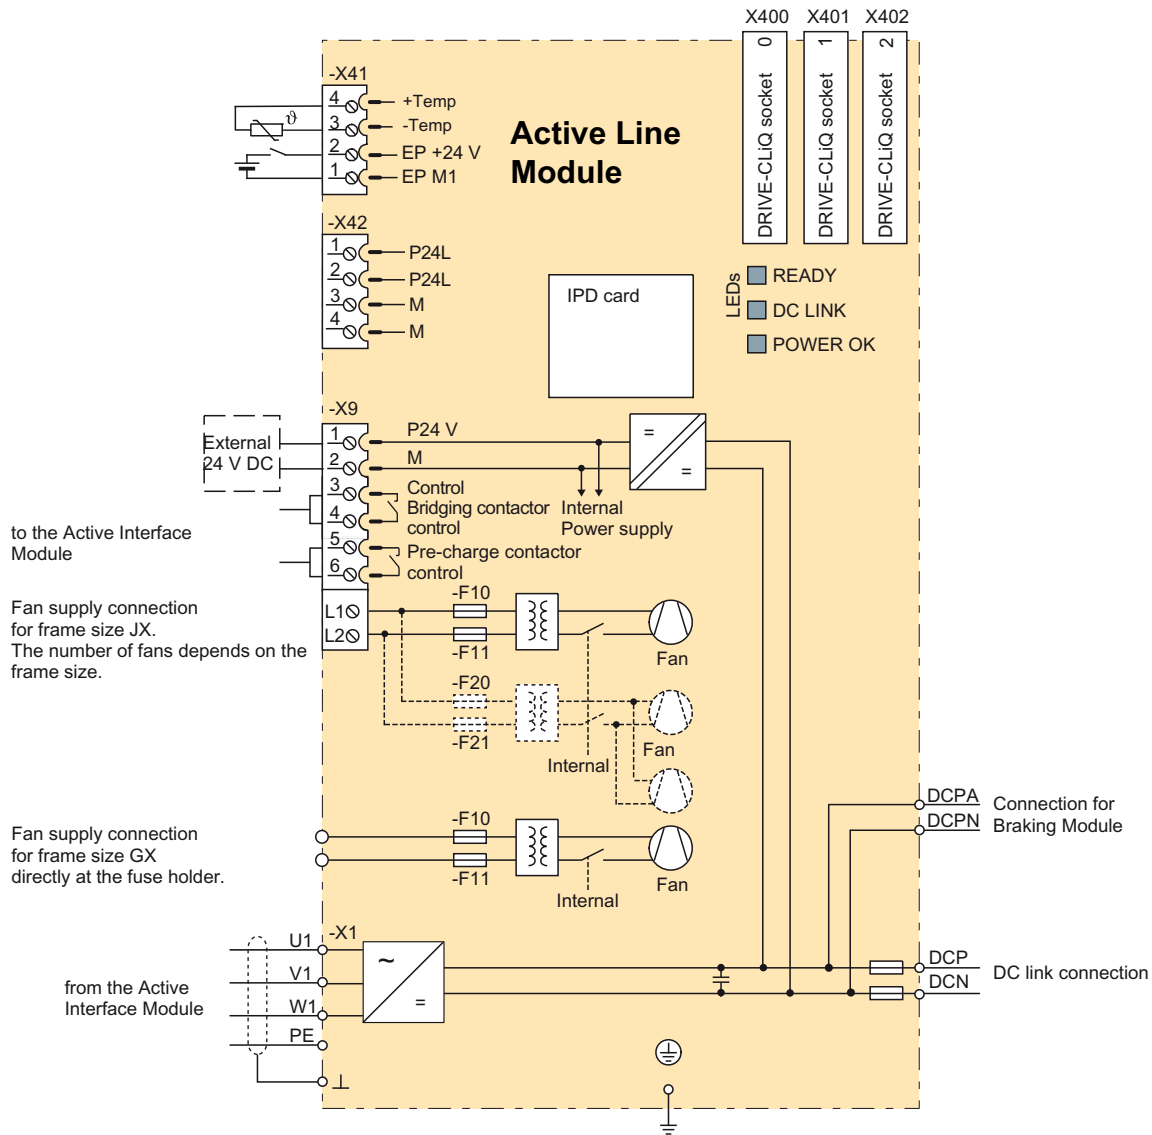 X400 X401 X402
0 1 2
DRIVE-CLiQ socket
DRIVE-CLiQ socket
DRIVE-CLiQ socket
Active Line
Module
-X41
4 +Temp
3 -Temp
2 EP +24 V
1 EP M1
ϑ
-X42
1 P24L
2 P24L
3 M
4 M
IPD card
LEDs
READY
DC LINK
POWER OK
-X9
External
24 V DC
1 P24 V
2 M
3 Control
4 Bridging contactor
control
5 Pre-charge contactor
6 control
= =
Internal
Power supply
to the Active Interface
Module
Fan supply connection
for frame size JX.
The number of fans depends on the
frame size.
L1
L2
-F10
-F11
Fan
-F20
-F21
Fan
Internal
Fan supply connection
for frame size GX
directly at the fuse holder.
-F10
-F11
Fan
Internal
DCPA
DCPN
Connection for
Braking Module
-X1
U1
V1
W1
PE
from the Active
Interface Module
~ =
DCP
DCN
DC link connection